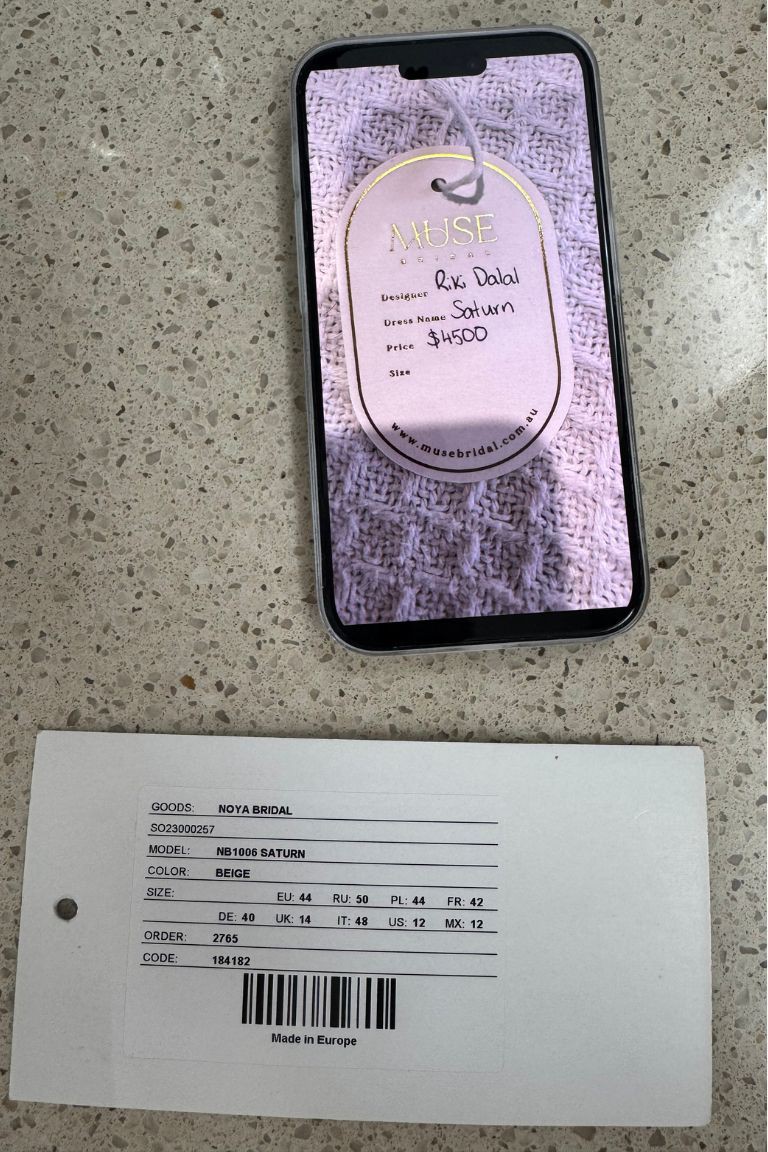 MUSE
BRIDAL
Designer Riki Dalal
Dress Name Saturn
Price $4500
Size
www.musebridal.com.au
GOODS: NOYA BRIDAL
SO23000257
MODEL: NB1006 SATURN
COLOR: BEIGE
SIZE: EU: 44 RU: 50 PL: 44 FR: 42
DE: 40 UK: 14 IT: 48 US: 12 MX: 12
ORDER: 2765
CODE: 184182
Made in Europe